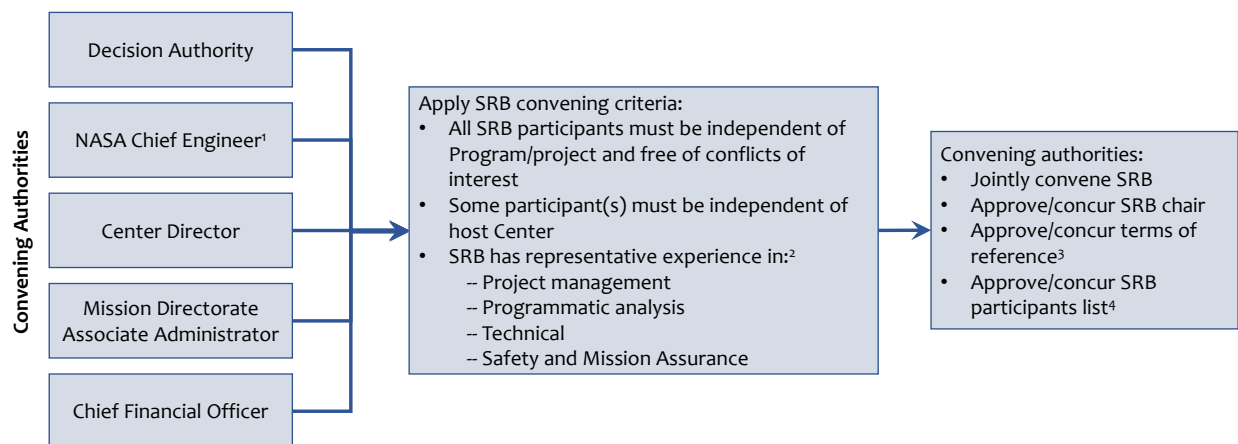 Convening Authorities
Decision Authority
NASA Chief Engineer¹
Center Director
Mission Directorate
Associate Administrator
Chief Financial Officer
Apply SRB convening criteria:
• All SRB participants must be independent of
Program/project and free of conflicts of
interest
• Some participant(s) must be independent of
host Center
• SRB has representative experience in:²
-- Project management
-- Programmatic analysis
-- Technical
-- Safety and Mission Assurance
Convening authorities:
• Jointly convene SRB
• Approve/concur SRB chair
• Approve/concur terms of
reference³
• Approve/concur SRB
participants list⁴